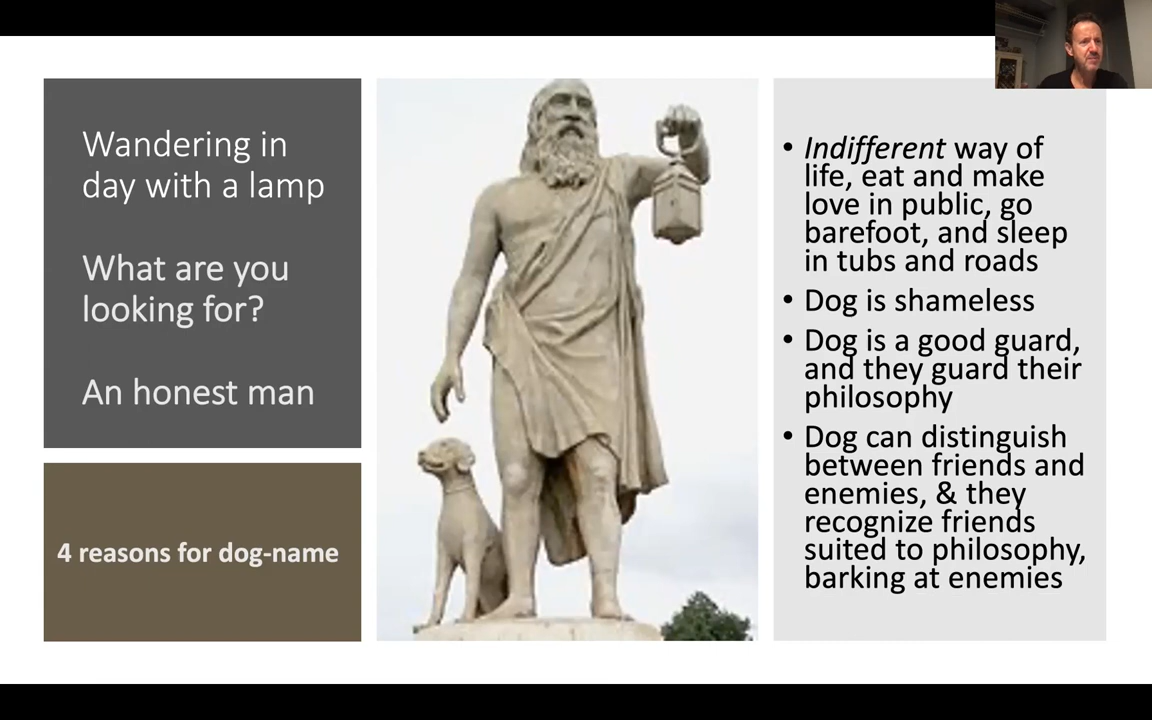 Wandering in
day with a lamp
What are you
looking for?
An honest man
4 reasons for dog-name
• Indifferent way of
life, eat and make
love in public, go
barefoot, and sleep
in tubs and roads
• Dog is shameless
• Dog is a good guard,
and they guard their
philosophy
• Dog can distinguish
between friends and
enemies, & they
recognize friends
suited to philosophy,
barking at enemies